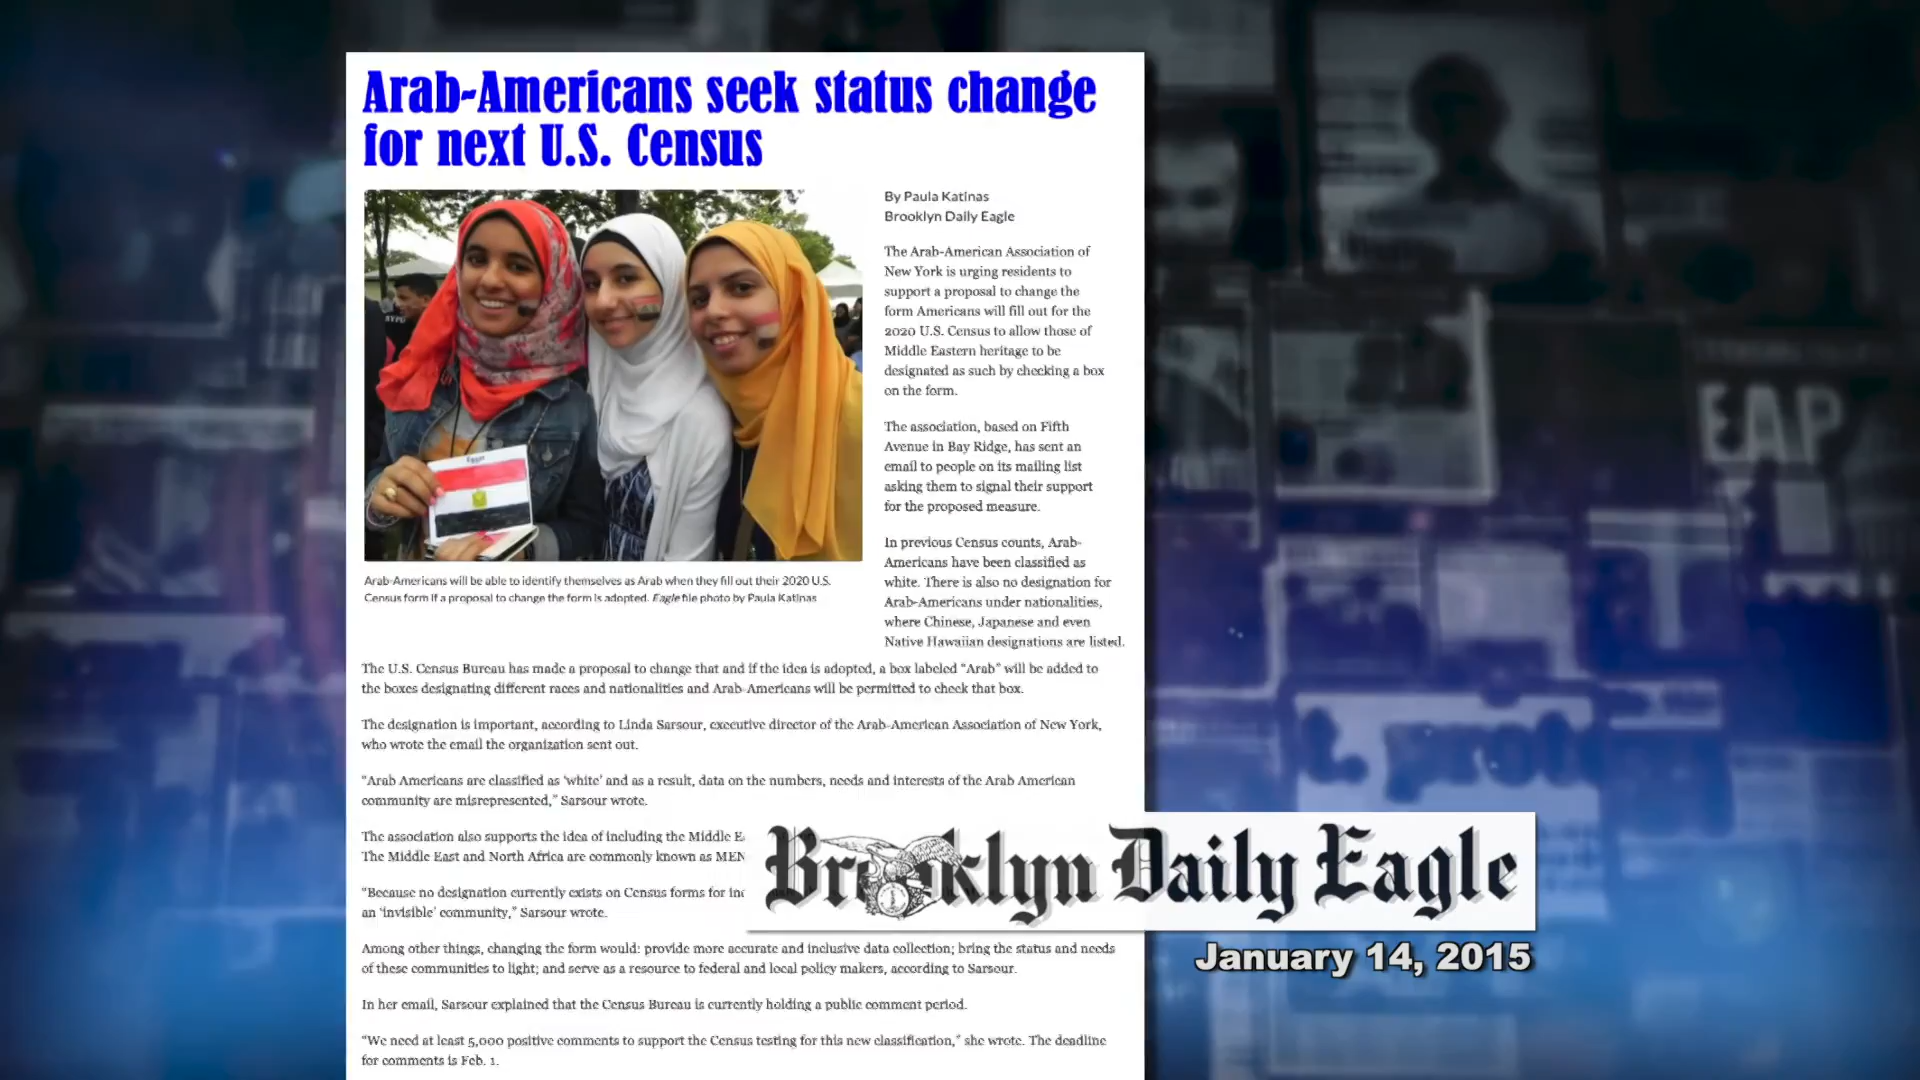 Arab-Americans seek status change
for next U.S. Census
By Paula Katinas
Brooklyn Daily Eagle
The Arab-American Association of
New York is urging residents to
support a proposal to change the
form Americans will fill out for the
2020 U.S. Census to allow those of
Middle Eastern heritage to be
designated as such by checking a box
on the form.
The association, based on Fifth
Avenue in Bay Ridge, has sent an
email to people on its mailing list
asking them to signal their support
for the proposed measure.
In previous Census counts, Arab-
Americans have been classified as
white. There is also no designation for
Arab-Americans under nationalities,
where Chinese, Japanese and even
Native Hawaiian designations are listed.
Egypt
Arab-Americans will be able to identify themselves as Arab when they fill out their 2020 U.S.
Census form if a proposal to change the form is adopted. Eagle file photo by Paula Katinas
The U.S. Census Bureau has made a proposal to change that and if the idea is adopted, a box labeled "Arab" will be added to
the boxes designating different races and nationalities and Arab-Americans will be permitted to check that box.
The designation is important, according to Linda Sarsour, executive director of the Arab-American Association of New York,
who wrote the email the organization sent out.
"Arab Americans are classified as 'white' and as a result, data on the numbers, needs and interests of the Arab American
community are misrepresented," Sarsour wrote.
The association also supports the idea of including the Middle E
The Middle East and North Africa are commonly known as MEN
"Because no designation currently exists on Census forms for in
an 'invisible' community," Sarsour wrote.
Among other things, changing the form would: provide more accurate and inclusive data collection; bring the status and needs
of these communities to light; and serve as a resource to federal and local policy makers, according to Sarsour.
In her email, Sarsour explained that the Census Bureau is currently holding a public comment period.
"We need at least 5,000 positive comments to support the Census testing for this new classification," she wrote. The deadline
for comments is Feb. 1.
Brooklyn Daily Eagle
January 14, 2015
EAP